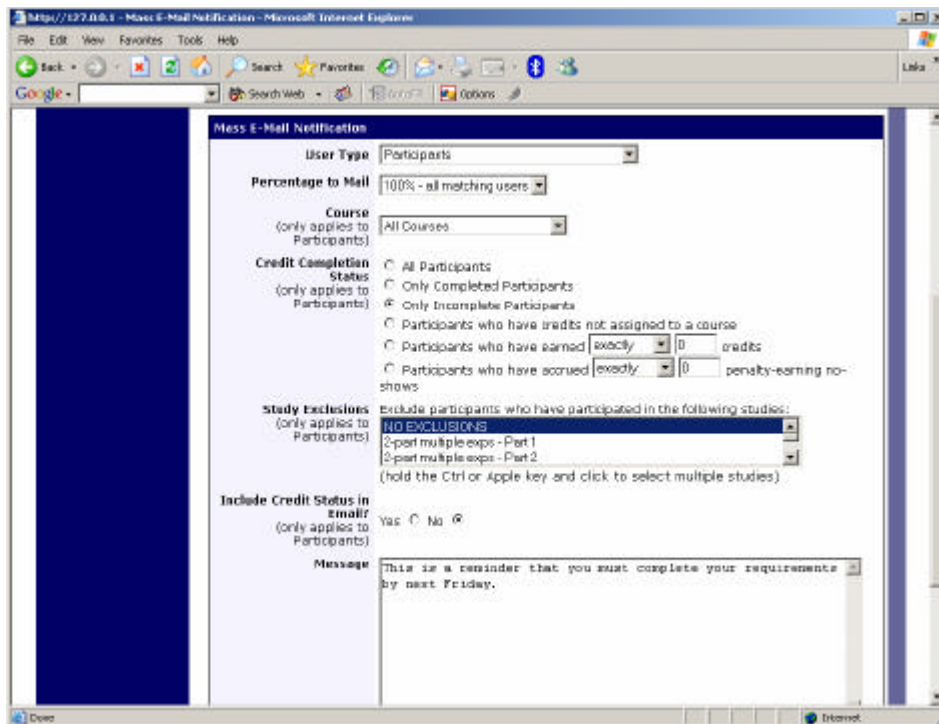 http://127.0.0.1 - Mass E-Mail Notification - Microsoft Internet Explorer
File Edit View Favorites Tools Help
Back Search Favorites Links
Google Search Web Options
Mass E-Mail Notification
User Type Participants
Percentage to Mail 100% - all matching users
Course
(only applies to
Participants)
All Courses
Credit Completion
Status
(only applies to
Participants)
All Participants
Only Completed Participants
Only Incomplete Participants
Participants who have credits not assigned to a course
Participants who have earned exactly 0 credits
Participants who have accrued exactly 0 penalty-earning no-
shows
Study Exclusions
(only applies to
Participants)
Exclude participants who have participated in the following studies:
NO EXCLUSIONS
2-part multiple exps - Part 1
2-part multiple exps - Part 2
(hold the Ctrl or Apple key and click to select multiple studies)
Include Credit Status in
Email?
(only applies to
Participants)
Yes No
Message
This is a reminder that you must complete your requirements
by next Friday.
Done Internet